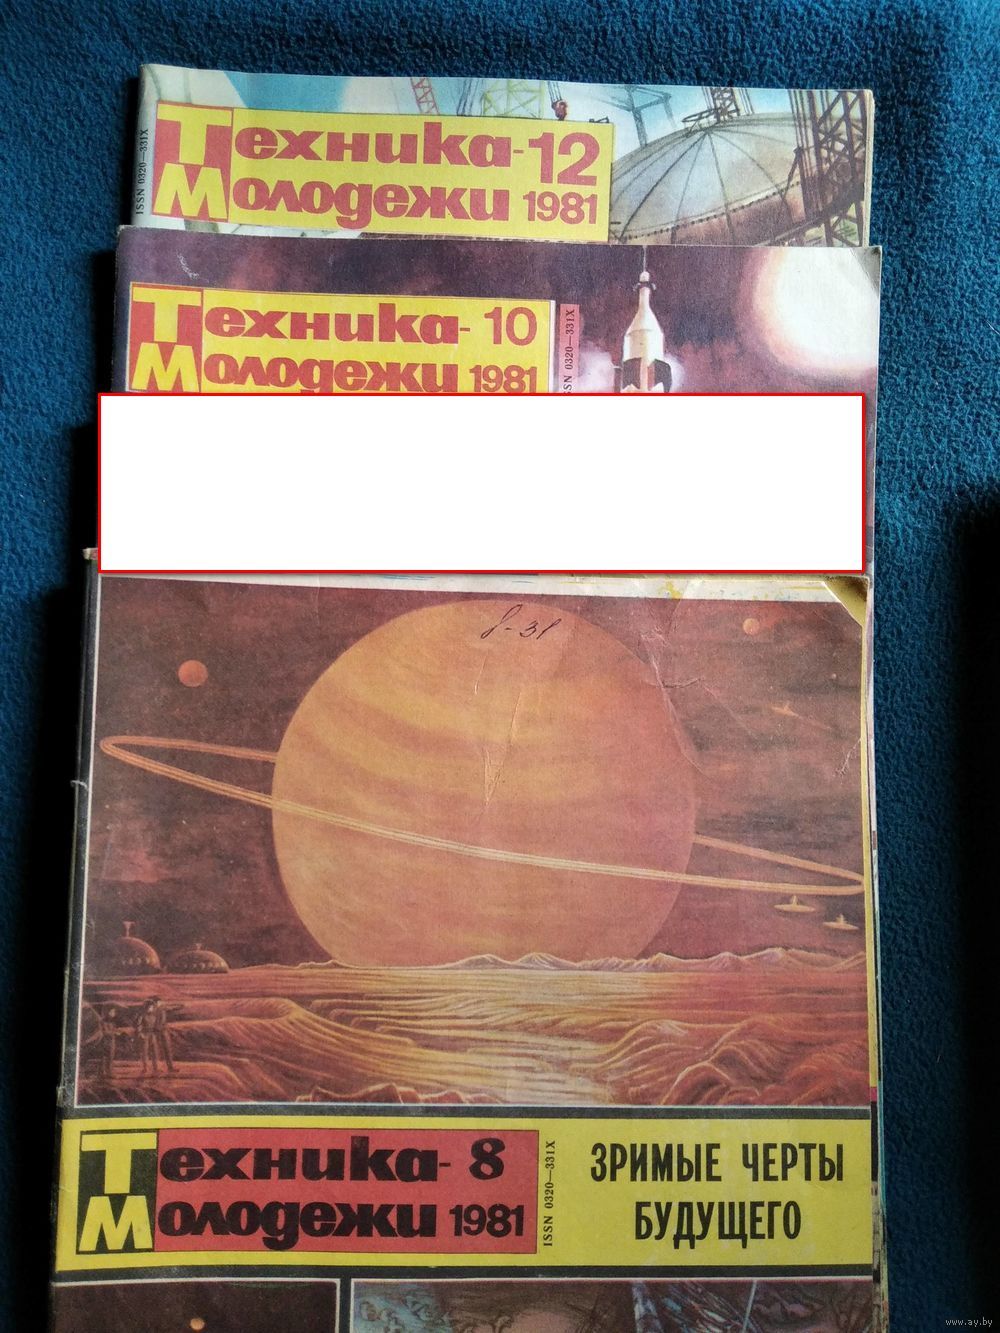 Техника-12
Молодежи 1981
ISSN 0320—331X
Техника-10
Молодежи 1981
ISSN 0320—331X
8-31
Техника-8
Молодежи 1981
ISSN 0320—331X
ЗРИМЫЕ ЧЕРТЫ
БУДУЩЕГО
www.ay.by